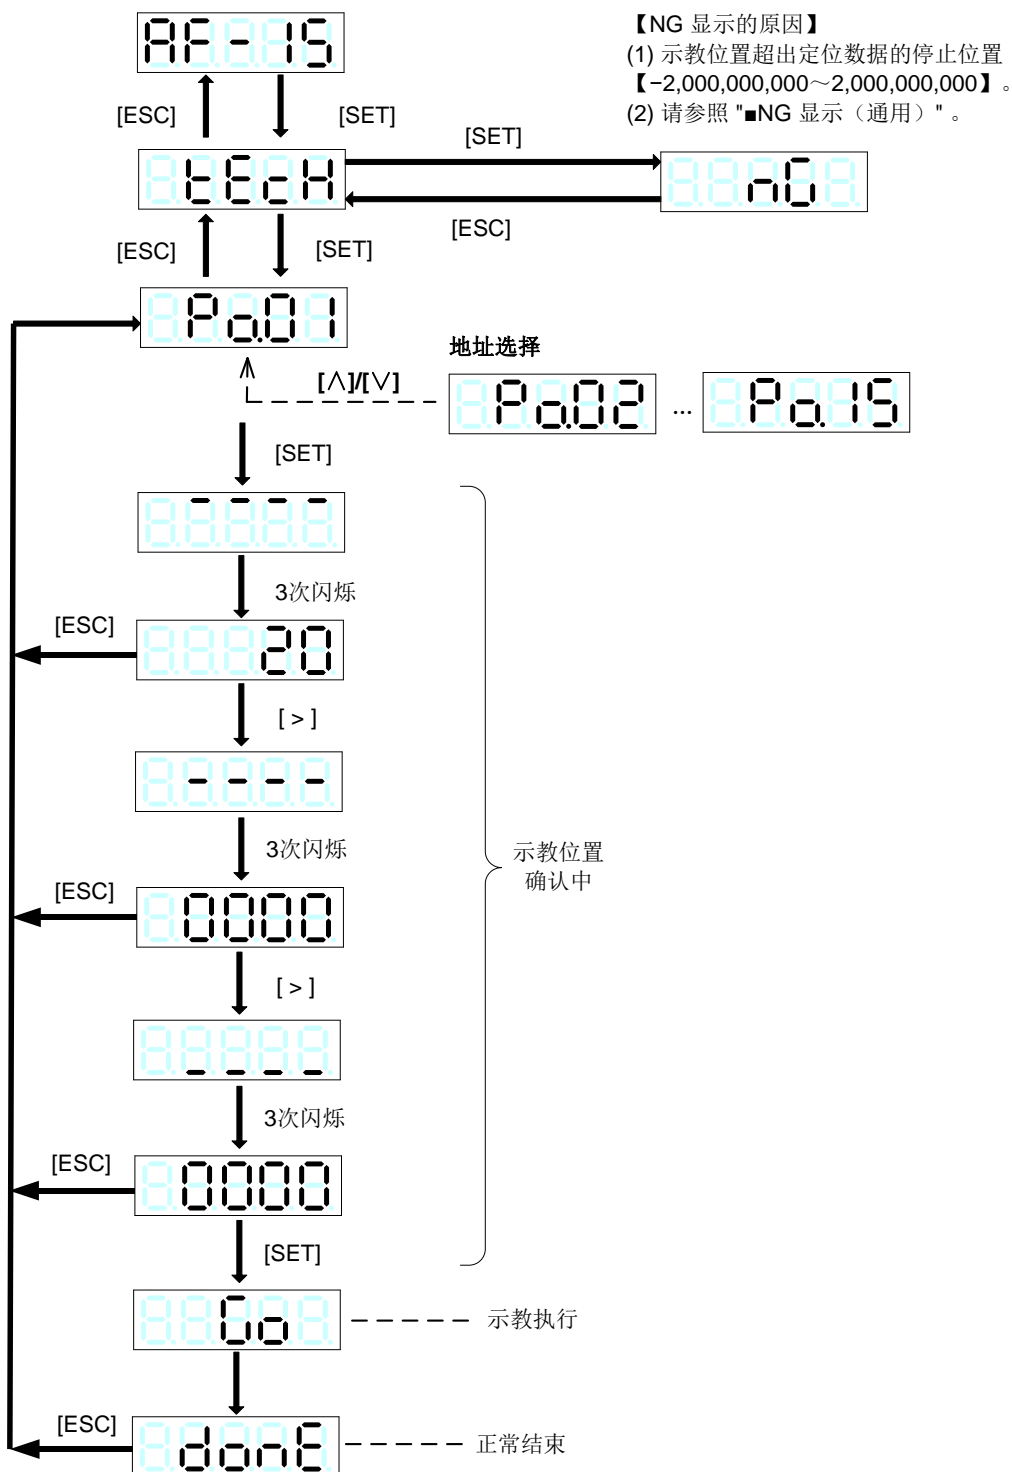 AF-15
【NG 显示的原因】
(1) 示教位置超出定位数据的停止位置
【−2,000,000,000～2,000,000,000】。
(2) 请参照 "■NG 显示（通用）" 。
[ESC]
[SET]
[SET]
tEcH
nG
[ESC]
[ESC]
[SET]
Po.01
地址选择
[∧]/[∨]
Po.02
...
Po.15
[SET]
- - - -
3次闪烁
[ESC]
20
[ > ]
- - - -
3次闪烁
示教位置
确认中
[ESC]
0000
[ > ]
_ _ _ _
3次闪烁
[ESC]
0000
[SET]
Go
示教执行
[ESC]
donE
正常结束